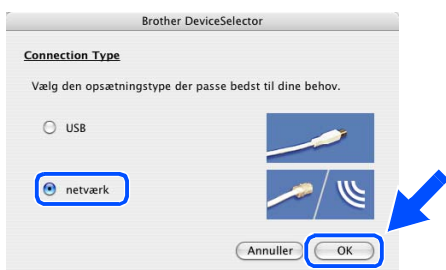 Brother DeviceSelector
Connection Type
Vælg den opsætningstype der passe bedst til dine behov.
USB
netværk
Annuller OK